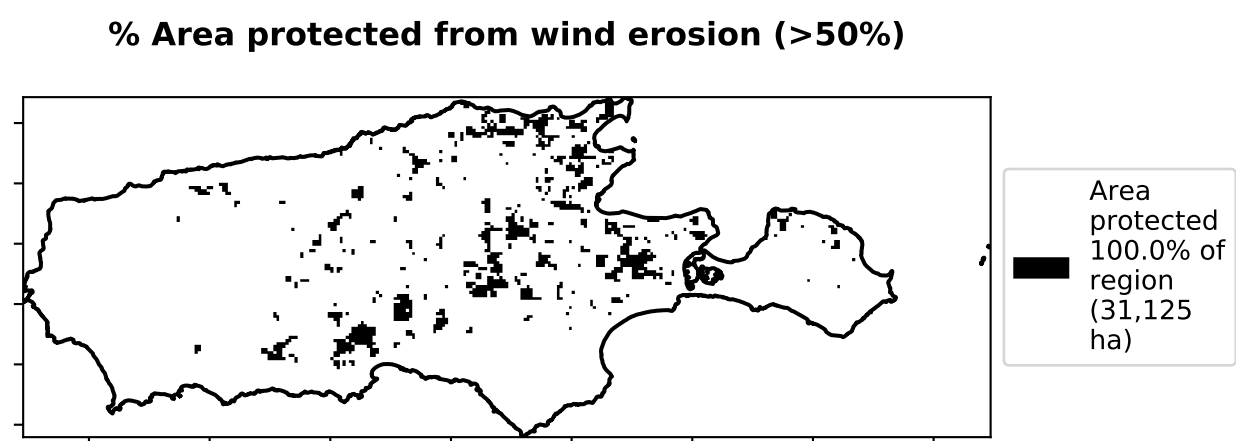 % Area protected from wind erosion (>50%)
Area
protected
100.0% of
region
(31,125
ha)